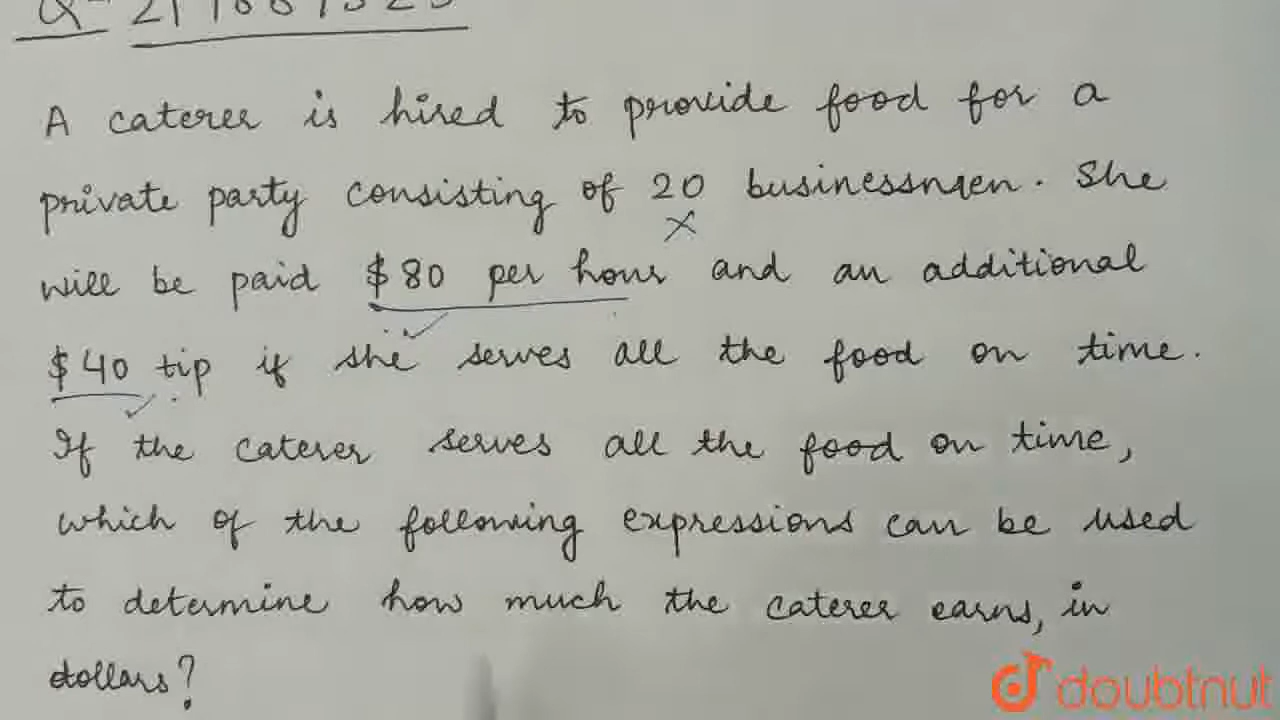 A caterer is hired to provide food for a
private party consisting of 20 businessmen. She
will be paid $80 per hour and an additional
$40 tip if she serves all the food on time.
If the caterer serves all the food on time,
which of the following expressions can be used
to determine how much the caterer earns, in
dollars?
doubtnut